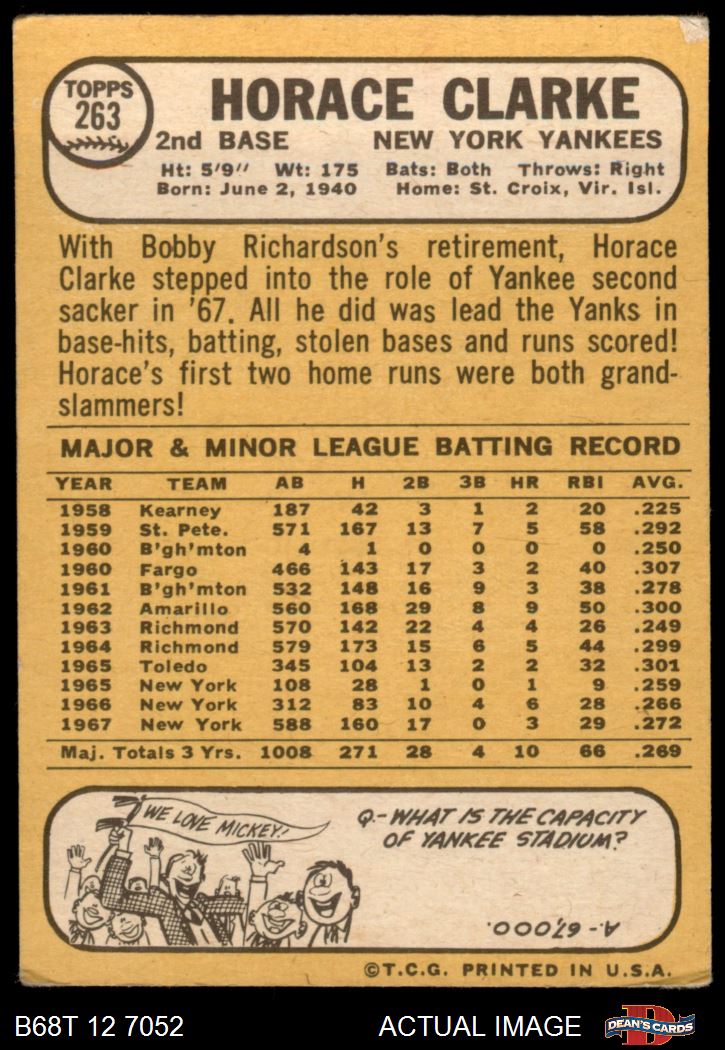 TOPPS
263
HORACE CLARKE
2nd BASE NEW YORK YANKEES
Ht: 5'9" Wt: 175 Bats: Both Throws: Right
Born: June 2, 1940 Home: St. Croix, Vir. Isl.
With Bobby Richardson's retirement, Horace
Clarke stepped into the role of Yankee second
sacker in '67. All he did was lead the Yanks in
base-hits, batting, stolen bases and runs scored!
Horace's first two home runs were both grand-
slammers!
MAJOR & MINOR LEAGUE BATTING RECORD
YEAR TEAM AB H 2B 3B HR RBI AVG.
1958 Kearney 187 42 3 1 2 20 .225
1959 St. Pete. 571 167 13 7 5 58 .292
1960 B'gh'mton 4 1 0 0 0 0 .250
1960 Fargo 466 143 17 3 2 40 .307
1961 B'gh'mton 532 148 16 9 3 38 .278
1962 Amarillo 560 168 29 8 9 50 .300
1963 Richmond 570 142 22 4 4 26 .249
1964 Richmond 579 173 15 6 5 44 .299
1965 Toledo 345 104 13 2 2 32 .301
1965 New York 108 28 1 0 1 9 .259
1966 New York 312 83 10 4 6 28 .266
1967 New York 588 160 17 0 3 29 .272
Maj. Totals 3 Yrs. 1008 271 28 4 10 66 .269
WE LOVE MICKEY!
Q.-WHAT IS THE CAPACITY
OF YANKEE STADIUM?
A.-67,000.
©T.C.G. PRINTED IN U.S.A.
B68T 12 7052 ACTUAL IMAGE
D
DEAN'S CARDS